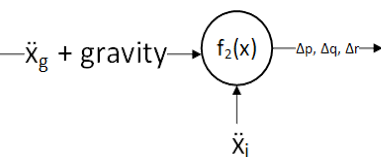 ẍg + gravity
f₂(x)
Δp, Δq, Δr
ẍi